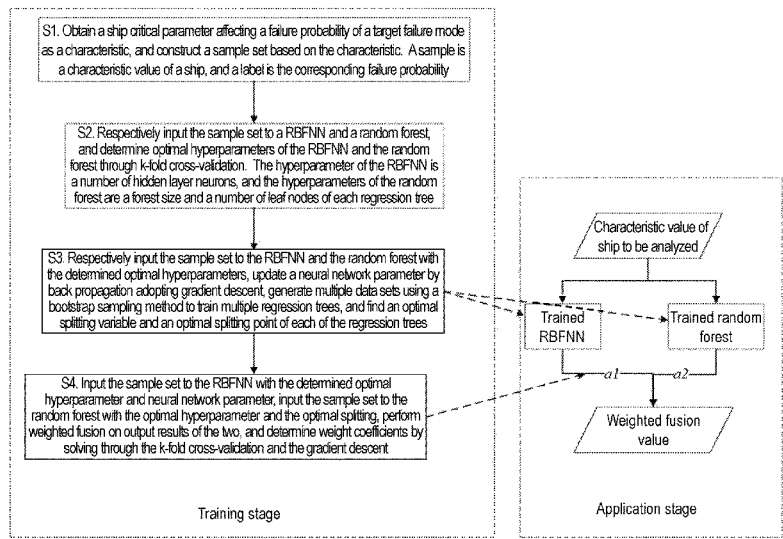 S1. Obtain a ship critical parameter affecting a failure probability of a target failure mode
as a characteristic, and construct a sample set based on the characteristic. A sample is
a characteristic value of a ship, and a label is the corresponding failure probability
S2. Respectively input the sample set to a RBFNN and a random forest,
and determine optimal hyperparameters of the RBFNN and the random
forest through k-fold cross-validation. The hyperparameter of the RBFNN is
a number of hidden layer neurons, and the hyperparameters of the random
forest are a forest size and a number of leaf nodes of each regression tree
S3. Respectively input the sample set to the RBFNN and the random forest with
the determined optimal hyperparameters, update a neural network parameter by
back propagation adopting gradient descent, generate multiple data sets using a
bootstrap sampling method to train multiple regression trees, and find an optimal
splitting variable and an optimal splitting point of each of the regression trees
S4. Input the sample set to the RBFNN with the determined optimal
hyperparameter and neural network parameter, input the sample set to the
random forest with the optimal hyperparameter and the optimal splitting, perform
weighted fusion on output results of the two, and determine weight coefficients by
solving through the k-fold cross-validation and the gradient descent
Training stage
Characteristic value of
ship to be analyzed
Trained
RBFNN
Trained random
forest
a1
a2
Weighted fusion
value
Application stage